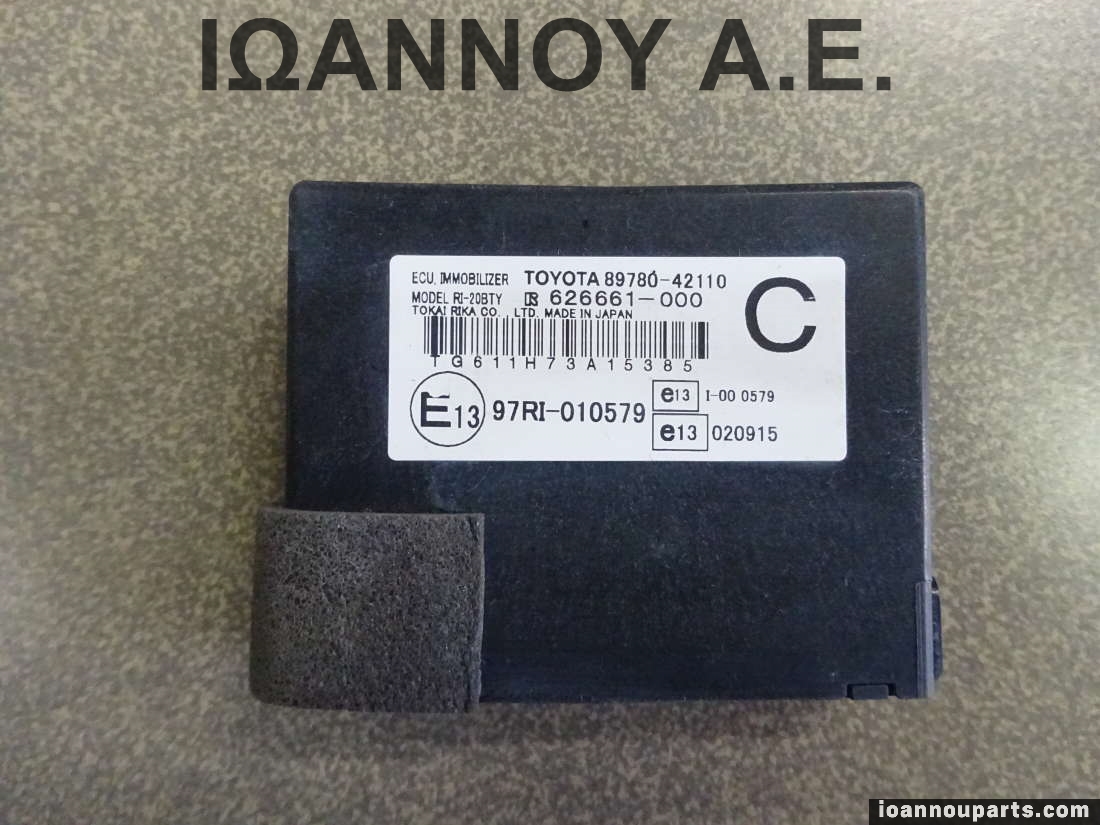 ΙΩΑΝΝΟΥ Α.Ε.
ECU, IMMOBILIZER TOYOTA 89780-42110
MODEL RI-20BTY R 626661-000
TOKAI RIKA CO., LTD. MADE IN JAPAN
C
TG611H73A15385
E13 97RI-010579
e13 I-00 0579
e13 020915
ioannouparts.com